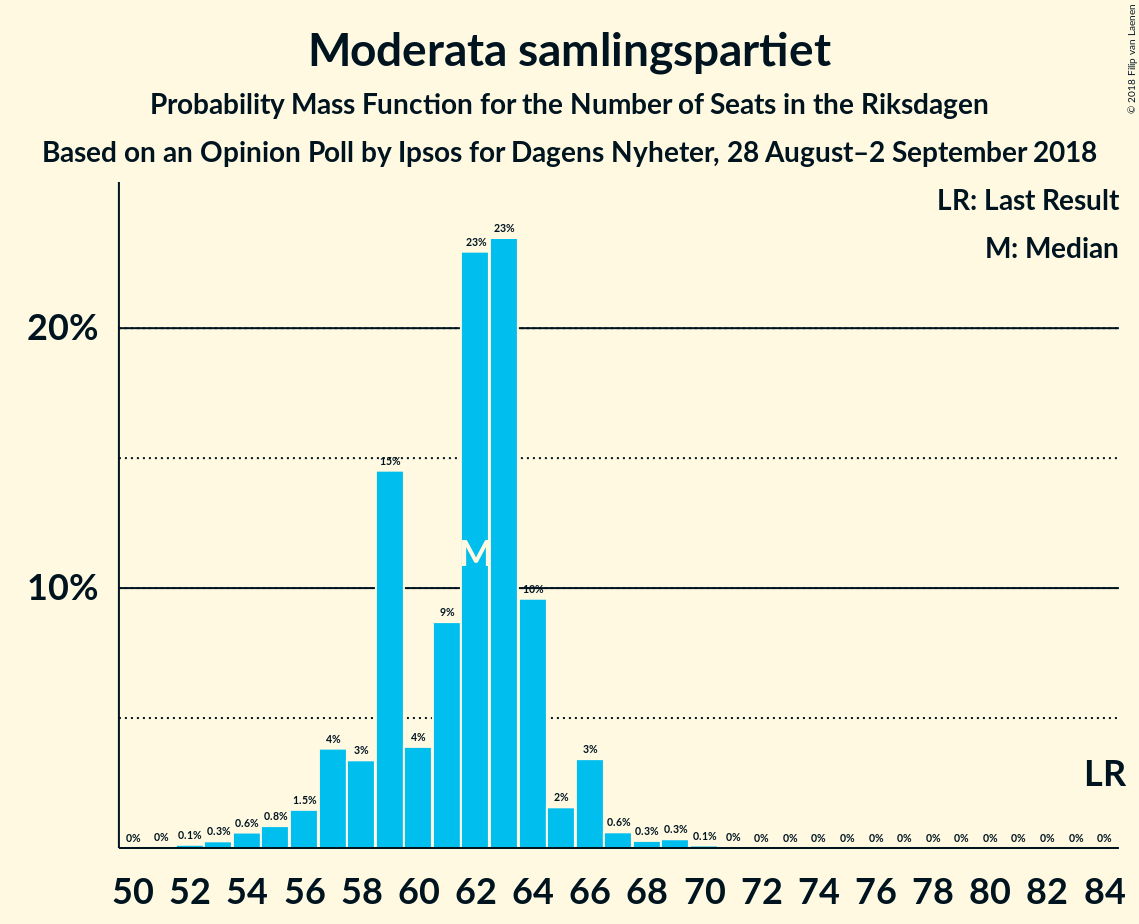 Moderata samlingspartiet
Probability Mass Function for the Number of Seats in the Riksdagen
Based on an Opinion Poll by Ipsos for Dagens Nyheter, 28 August–2 September 2018
© 2018 Filip van Laenen
LR: Last Result
M: Median
20%
10%
0% 0% 0.1% 0.3% 0.6% 0.8% 1.5% 4% 3% 15% 4% 9% 23% 23% 10% 2% 3% 0.6% 0.3% 0.3% 0.1% 0% 0% 0% 0% 0% 0% 0% 0% 0% 0% 0% 0% 0% 0%
M
LR
50 52 54 56 58 60 62 64 66 68 70 72 74 76 78 80 82 84